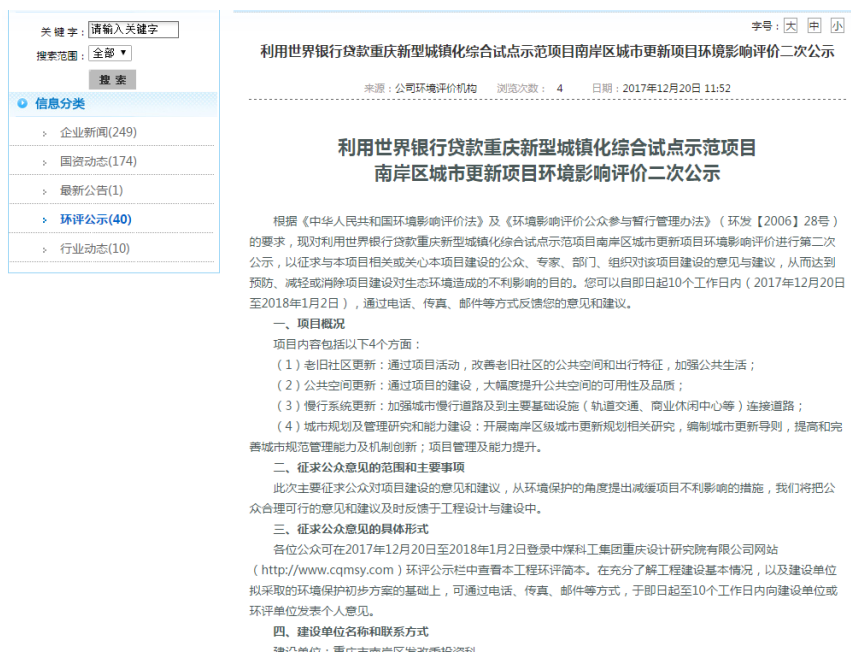 关 键 字：请输入关键字
搜索范围：全部
搜 索
信息分类
企业新闻(249)
国资动态(174)
最新公告(1)
环评公示(40)
行业动态(10)
字号：大 中 小
利用世界银行贷款重庆新型城镇化综合试点示范项目南岸区城市更新项目环境影响评价二次公示
来源：公司环境评价机构 浏览次数： 4 日期：2017年12月20日 11:52
利用世界银行贷款重庆新型城镇化综合试点示范项目
南岸区城市更新项目环境影响评价二次公示
根据《中华人民共和国环境影响评价法》及《环境影响评价公众参与暂行管理办法》（环发【2006】28号）
的要求，现对利用世界银行贷款重庆新型城镇化综合试点示范项目南岸区城市更新项目环境影响评价进行第二次
公示，以征求与本项目相关或关心本项目建设的公众、专家、部门、组织对该项目建设的意见与建议，从而达到
预防、减轻或消除项目建设对生态环境造成的不利影响的目的。您可以自即日起10个工作日内（2017年12月20日
至2018年1月2日），通过电话、传真、邮件等方式反馈您的意见和建议。
一、项目概况
项目内容包括以下4个方面：
（1）老旧社区更新：通过项目活动，改善老旧社区的公共空间和出行特征，加强公共生活；
（2）公共空间更新：通过项目的建设，大幅度提升公共空间的可用性及品质；
（3）慢行系统更新：加强城市慢行道路及到主要基础设施（轨道交通、商业休闲中心等）连接道路；
（4）城市规划及管理研究和能力建设：开展南岸区级城市更新规划相关研究，编制城市更新导则，提高和完
善城市规范管理能力及机制创新；项目管理及能力提升。
二、征求公众意见的范围和主要事项
此次主要征求公众对项目建设的意见和建议，从环境保护的角度提出减缓项目不利影响的措施，我们将把公
众合理可行的意见和建议及时反馈于工程设计与建设中。
三、征求公众意见的具体形式
各位公众可在2017年12月20日至2018年1月2日登录中煤科工集团重庆设计研究院有限公司网站
（http://www.cqmsy.com）环评公示栏中查看本工程环评简本。在充分了解工程建设基本情况，以及建设单位
拟采取的环境保护初步方案的基础上，可通过电话、传真、邮件等方式，于即日起至10个工作日内向建设单位或
环评单位发表个人意见。
四、建设单位名称和联系方式
建设单位：重庆市南岸区发改委投资科